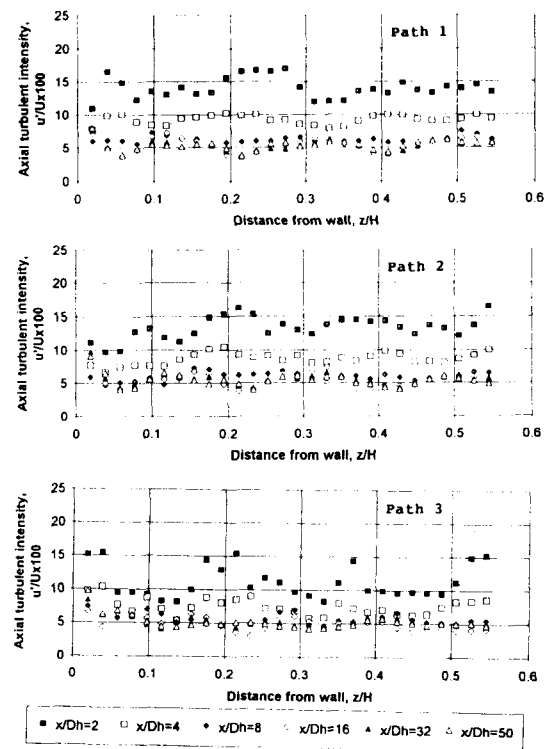 Path 1
Axial turbulent intensity,
u'/Ux100
25
20
15
10
5
0
0 0.1 0.2 0.3 0.4 0.5 0.6
Distance from wall, z/H
Path 2
Axial turbulent intensity,
u'/Ux100
25
20
15
10
5
0
0 0.1 0.2 0.3 0.4 0.5 0.6
Distance from wall, z/H
Path 3
Axial turbulent intensity,
u'/Ux100
25
20
15
10
5
0
0 0.1 0.2 0.3 0.4 0.5 0.6
Distance from wall, z/H
x/Dh=2 x/Dh=4 x/Dh=8 x/Dh=16 x/Dh=32 x/Dh=50